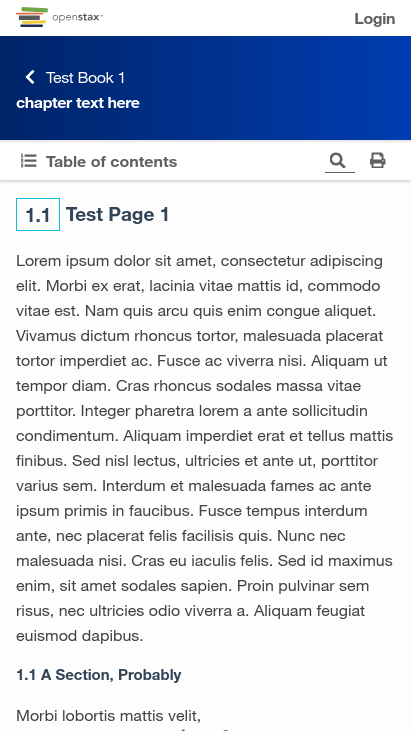 openstax™
Login
Test Book 1
chapter text here
Table of contents
1.1 Test Page 1
Lorem ipsum dolor sit amet, consectetur adipiscing
elit. Morbi ex erat, lacinia vitae mattis id, commodo
vitae est. Nam quis arcu quis enim congue aliquet.
Vivamus dictum rhoncus tortor, malesuada placerat
tortor imperdiet ac. Fusce ac viverra nisi. Aliquam ut
tempor diam. Cras rhoncus sodales massa vitae
porttitor. Integer pharetra lorem a ante sollicitudin
condimentum. Aliquam imperdiet erat et tellus mattis
finibus. Sed nisl lectus, ultricies et ante ut, porttitor
varius sem. Interdum et malesuada fames ac ante
ipsum primis in faucibus. Fusce tempus interdum
ante, nec placerat felis facilisis quis. Nunc nec
malesuada nisi. Cras eu iaculis felis. Sed id maximus
enim, sit amet sodales sapien. Proin pulvinar sem
risus, nec ultricies odio viverra a. Aliquam feugiat
euismod dapibus.
1.1 A Section, Probably
Morbi lobortis mattis velit,